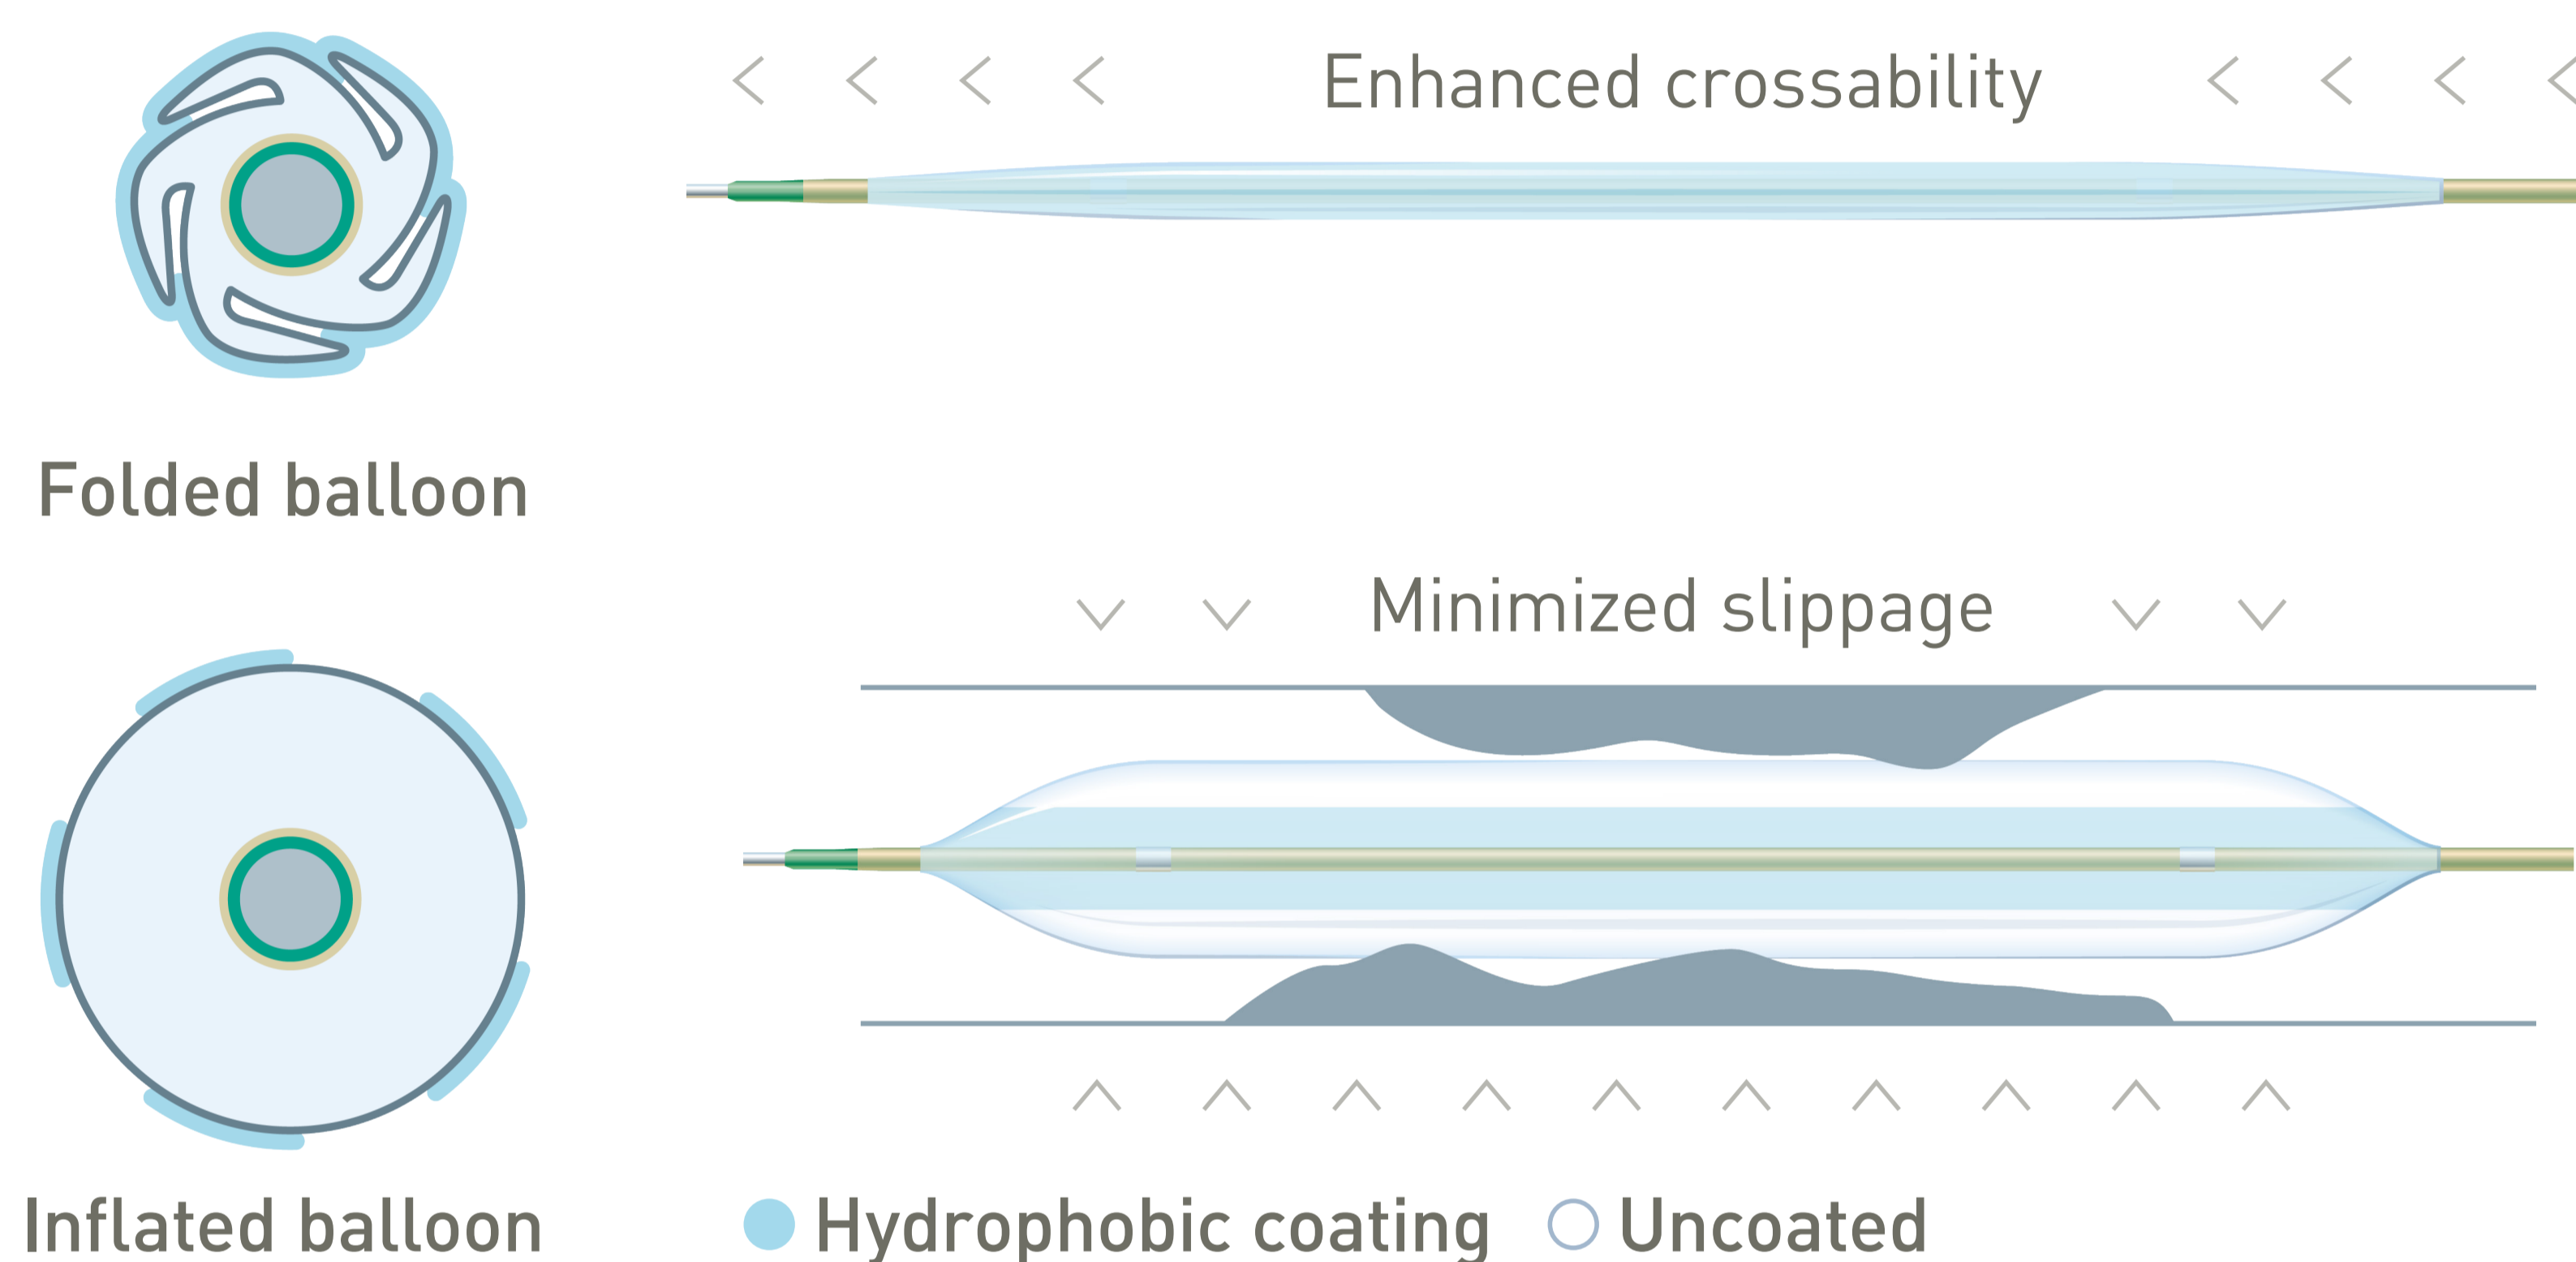 Enhanced crossability
Folded balloon
Minimized slippage
Inflated balloon
Hydrophobic coating
Uncoated